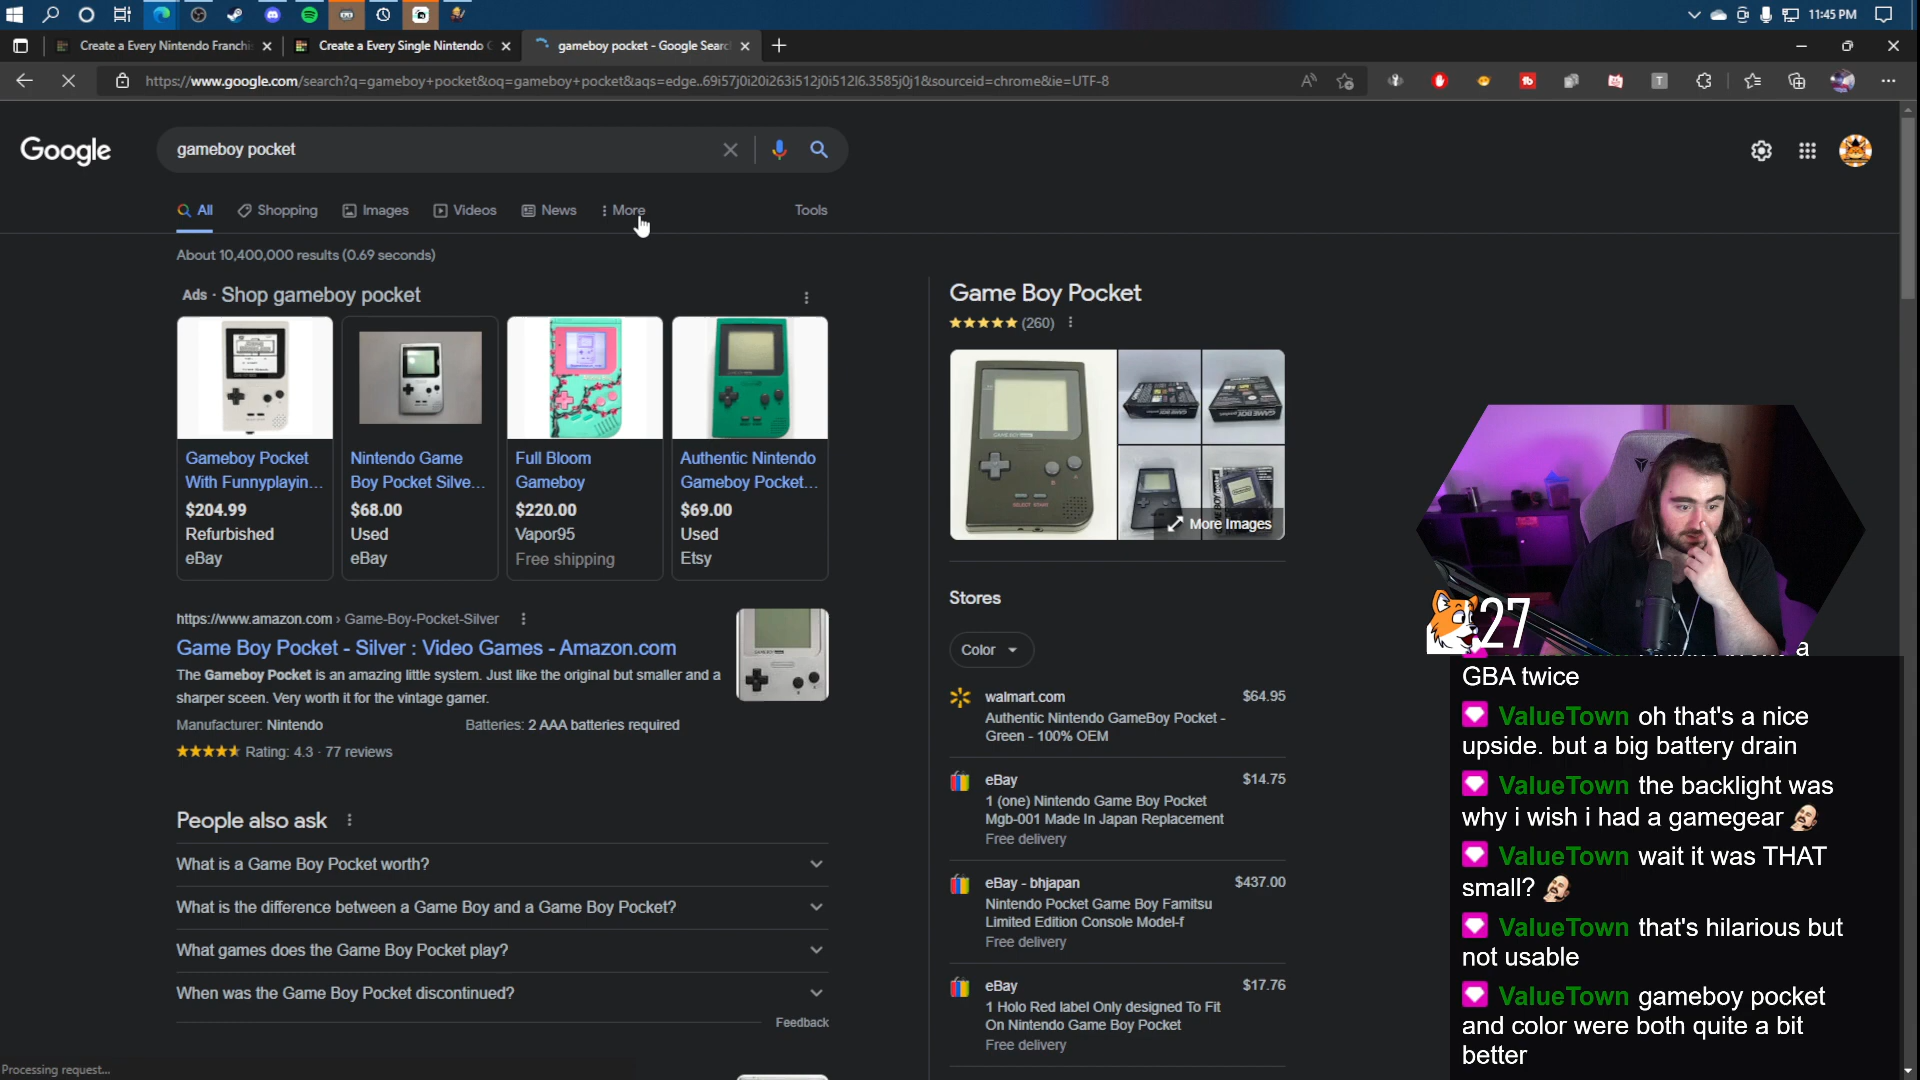 11:45 PM
Create a Every Nintendo Franchi
Create a Every Single Nintendo
gameboy pocket - Google Searc
https://www.google.com/search?q=gameboy+pocket&oq=gameboy+pocket&aqs=edge..69i57j0i20i263i512j0i512l6.3585j0j1&sourceid=chrome&ie=UTF-8
Google
gameboy pocket
All Shopping Images Videos News More Tools
About 10,400,000 results (0.69 seconds)
Ads · Shop gameboy pocket
Gameboy Pocket
With Funnyplayin...
$204.99
Refurbished
eBay
Nintendo Game
Boy Pocket Silve...
$68.00
Used
eBay
Full Bloom
Gameboy
$220.00
Vapor95
Free shipping
Authentic Nintendo
Gameboy Pocket...
$69.00
Used
Etsy
https://www.amazon.com › Game-Boy-Pocket-Silver
Game Boy Pocket - Silver : Video Games - Amazon.com
The Gameboy Pocket is an amazing little system. Just like the original but smaller and a
sharper sceen. Very worth it for the vintage gamer.
Manufacturer: Nintendo Batteries: 2 AAA batteries required
Rating: 4.3 · 77 reviews
People also ask
What is a Game Boy Pocket worth?
What is the difference between a Game Boy and a Game Boy Pocket?
What games does the Game Boy Pocket play?
When was the Game Boy Pocket discontinued?
Feedback
Processing request...
Game Boy Pocket
(260)
More Images
Stores
Color
walmart.com $64.95
Authentic Nintendo GameBoy Pocket -
Green - 100% OEM
eBay $14.75
1 (one) Nintendo Game Boy Pocket
Mgb-001 Made In Japan Replacement
Free delivery
eBay - bhjapan $437.00
Nintendo Pocket Game Boy Famitsu
Limited Edition Console Model-f
Free delivery
eBay $17.76
1 Holo Red label Only designed To Fit
On Nintendo Game Boy Pocket
Free delivery
27
a
GBA twice
ValueTown oh that's a nice
upside. but a big battery drain
ValueTown the backlight was
why i wish i had a gamegear
ValueTown wait it was THAT
small?
ValueTown that's hilarious but
not usable
ValueTown gameboy pocket
and color were both quite a bit
better